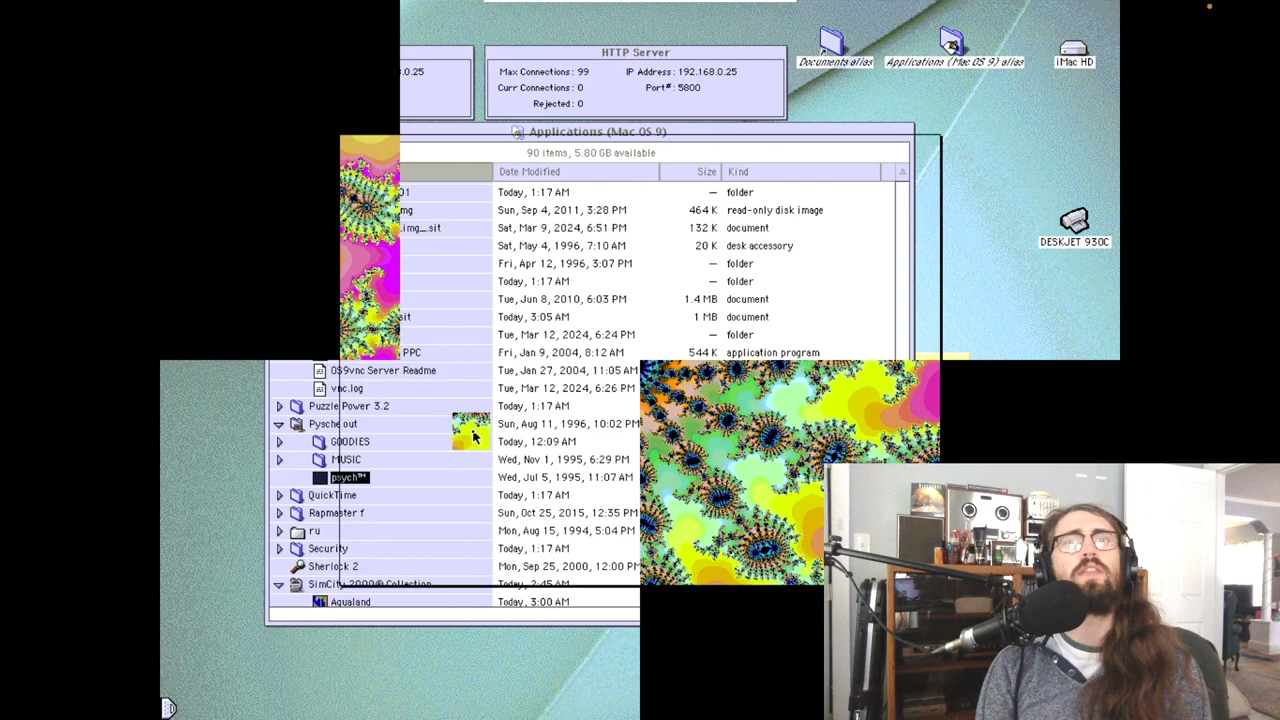 HTTP Server
.0.25
Max Connections: 99
IP Address: 192.168.0.25
Curr Connections: 0
Port#: 5800
Rejected: 0
Documents alias
Applications (Mac OS 9) alias
iMac HD
Applications (Mac OS 9)
90 items, 5.80 GB available
Date Modified Size Kind
01 Today, 1:17 AM — folder
mg Sun, Sep 4, 2011, 3:28 PM 464 K read-only disk image
.img_.sit Sat, Mar 9, 2024, 6:51 PM 132 K document
Sat, May 4, 1996, 7:10 AM 20 K desk accessory
DESKJET 930C
Fri, Apr 12, 1996, 3:07 PM — folder
Today, 1:17 AM — folder
Tue, Jun 8, 2010, 6:03 PM 1.4 MB document
sit Today, 3:05 AM 1 MB document
Tue, Mar 12, 2024, 6:24 PM — folder
PPC Fri, Jan 9, 2004, 8:12 AM 544 K application program
OS9vnc Server Readme Tue, Jan 27, 2004, 11:05 AM
vnc.log Tue, Mar 12, 2024, 6:26 PM
Puzzle Power 3.2 Today, 1:17 AM
Psyche out Sun, Aug 11, 1996, 10:02 PM
GOODIES Today, 12:09 AM
MUSIC Wed, Nov 1, 1995, 6:29 PM
psych™ Wed, Jul 5, 1995, 11:07 AM
QuickTime Today, 1:17 AM
Rapmaster f Sun, Oct 25, 2015, 12:35 PM
ru Mon, Aug 15, 1994, 5:04 PM
Security Today, 1:17 AM
Sherlock 2 Mon, Sep 25, 2000, 12:00 PM
SimCity 2000® Collection Today, 2:45 AM
Aqualand Today, 3:00 AM